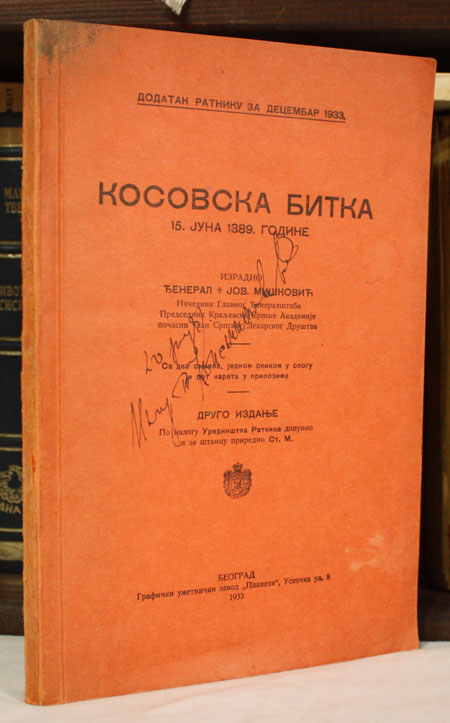 ДОДАТАК РАТНИКУ ЗА ДЕЦЕМБАР 1933.
КОСОВСКА БИТКА
15. ЈУНА 1389. ГОДИНЕ
ИЗРАДИО
ЂЕНЕРАЛ † ЈОВ. МИШКОВИЋ
Начелник Главног Ђенералштаба
Председник Краљевске Српске Академије
почасни члан Српског Лекарског Друштва
Са два снимка, једном сликом у слогу
и пет карата у прилозима
ДРУГО ИЗДАЊЕ
По налогу Уредништва Ратника допунио
и за штампу приредио Ст. М.
БЕОГРАД
Графички уметнички завод „Планета“, Ускочка ул. 8
1933